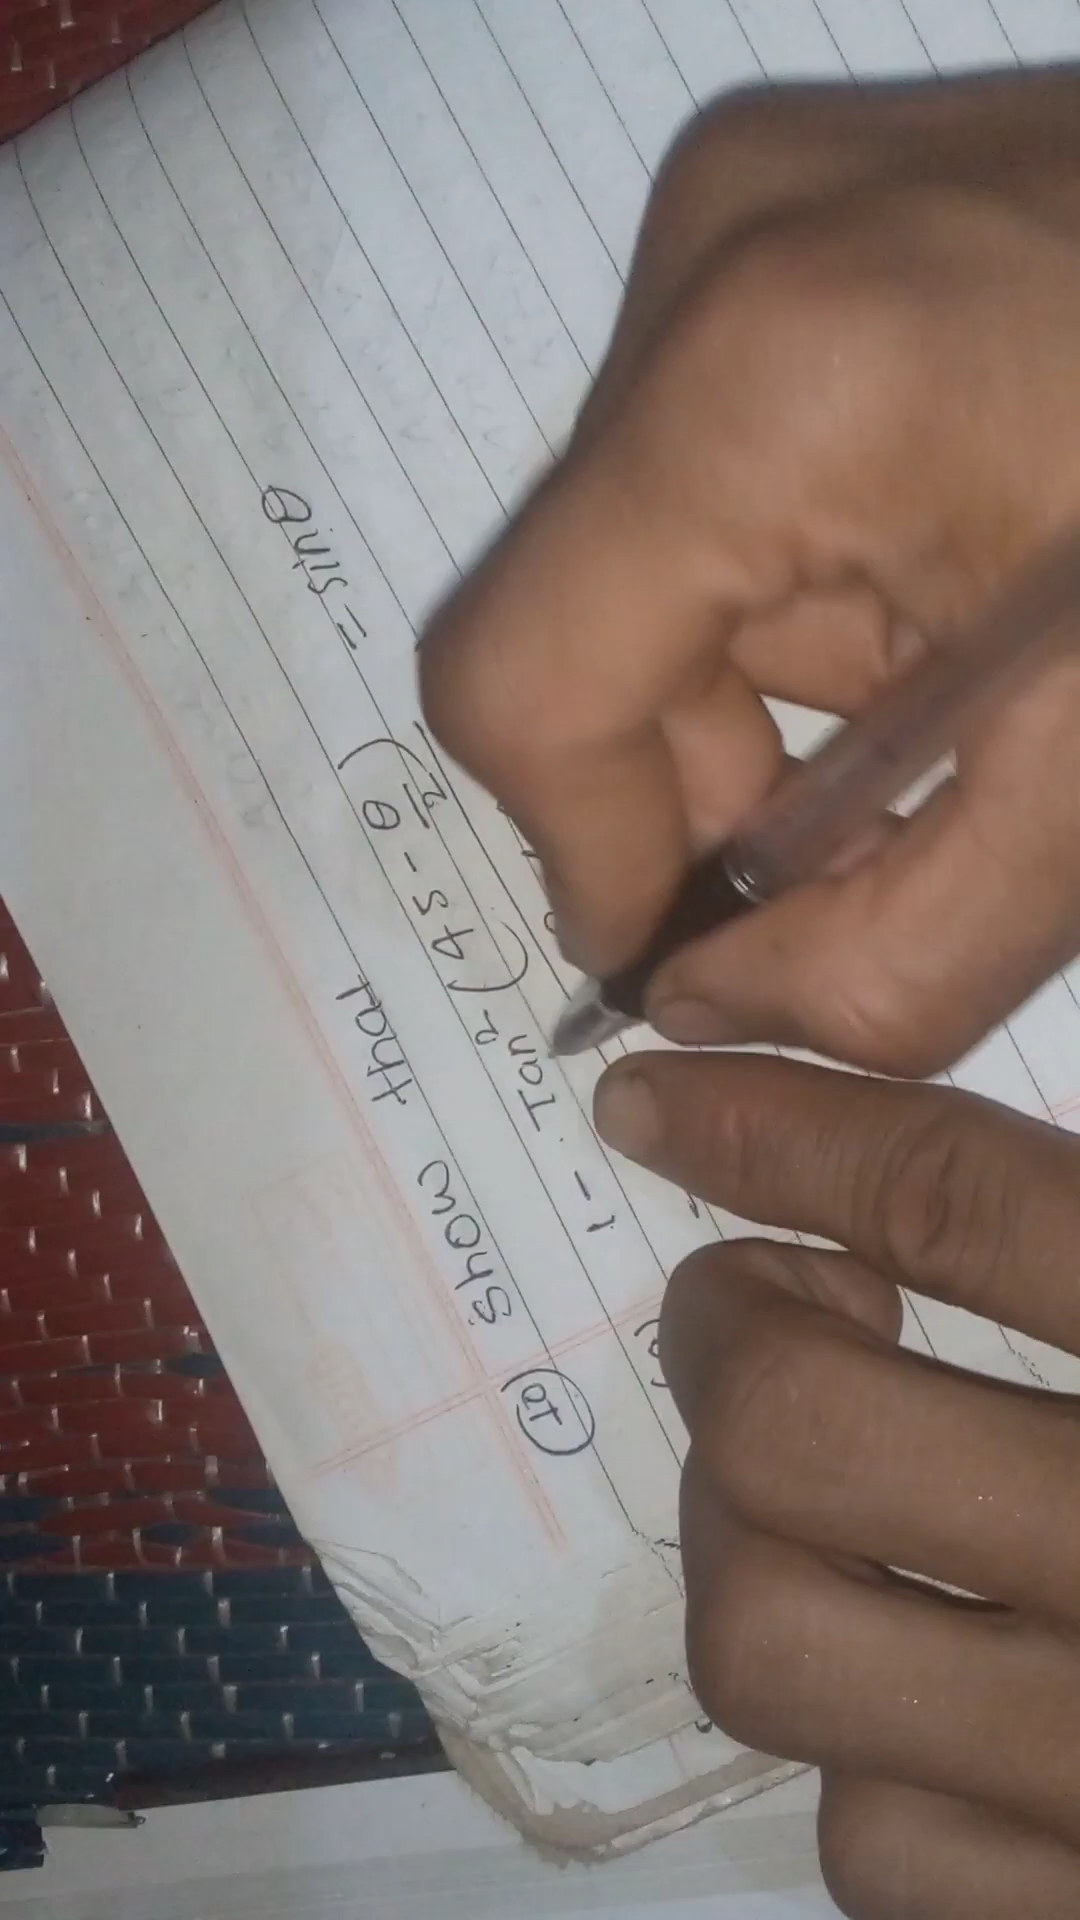 10 Show that
1 - Tan² (45 - θ/2) = sinθ